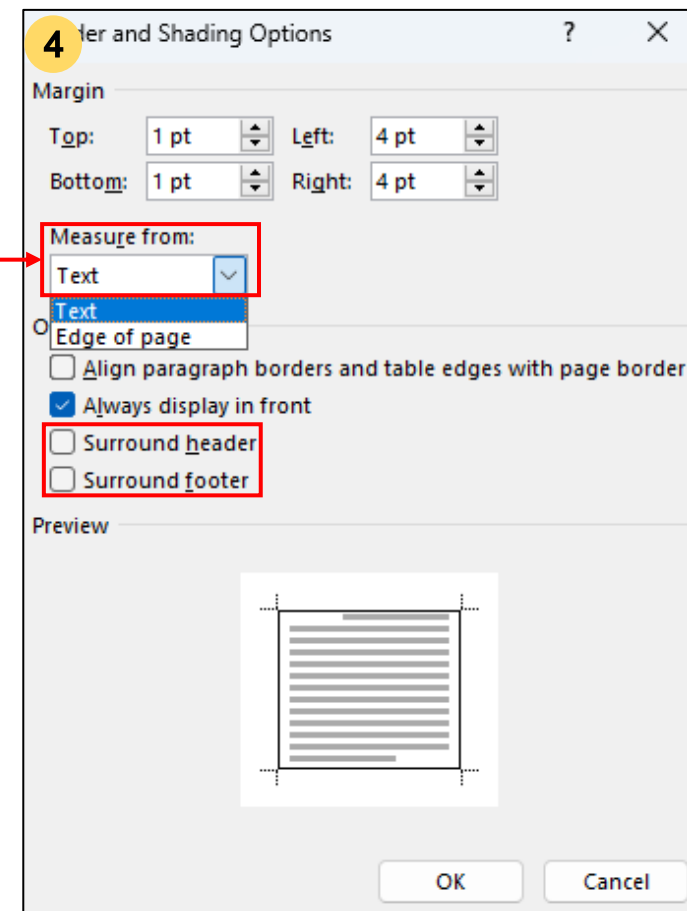 4 der and Shading Options ? ×
Margin
Top: 1 pt Left: 4 pt
Bottom: 1 pt Right: 4 pt
Measure from:
Text
Text
O
Edge of page
Align paragraph borders and table edges with page border
Always display in front
Surround header
Surround footer
Preview
OK Cancel